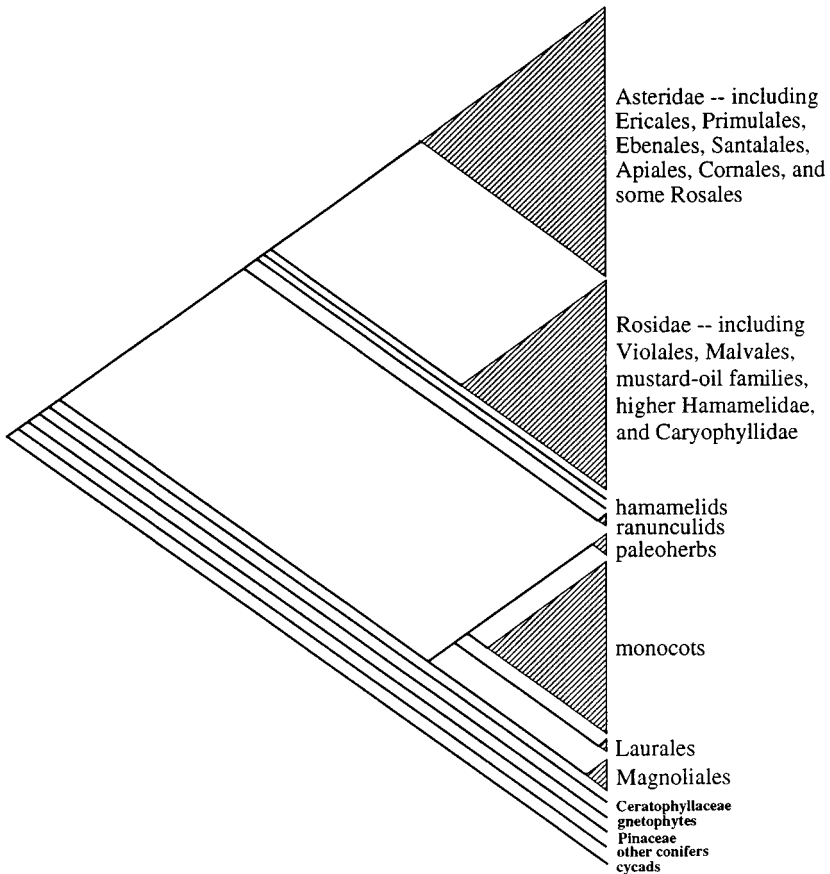 Asteridae -- including
Ericales, Primulales,
Ebenales, Santalales,
Apiales, Cornales, and
some Rosales
Rosidae -- including
Violales, Malvales,
mustard-oil families,
higher Hamamelidae,
and Caryophyllidae
hamamelids
ranunculids
paleoherbs
monocots
Laurales
Magnoliales
Ceratophyllaceae
gnetophytes
Pinaceae
other conifers
cycads